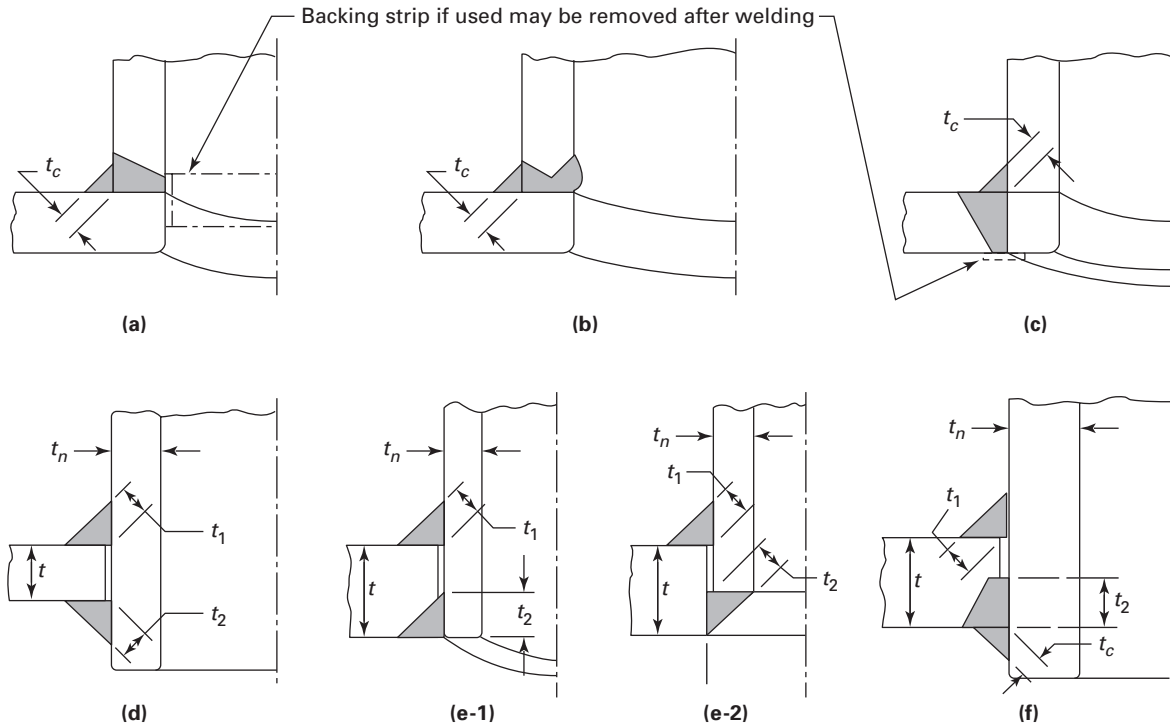 Backing strip if used may be removed after welding
t_c
t_c
t_c
(a)
(b)
(c)
t_n
t_1
t
t_2
(d)
t_n
t_1
t
t_2
(e-1)
t_n
t_1
t
t_2
(e-2)
t_n
t_1
t
t_2
t_c
(f)